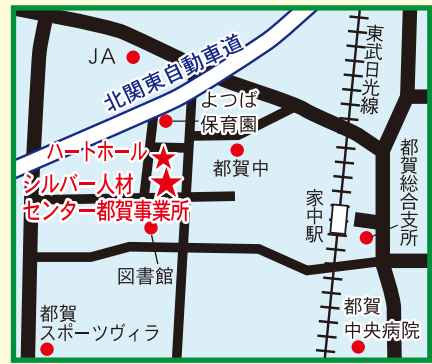 JA
北関東自動車道
東武日光線
よつば
保育園
都賀中
都賀総合支所
ハートホール
シルバー人材
センター都賀事業所
家中駅
図書館
都賀
スポーツヴィラ
都賀
中央病院